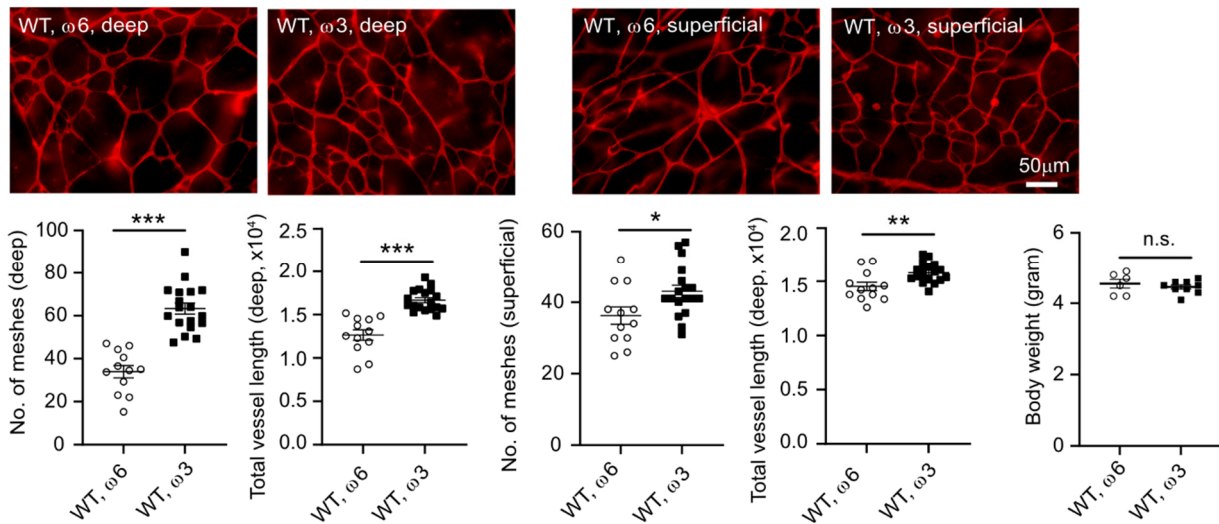 WT, ω6, deep
WT, ω3, deep
WT, ω6, superficial
WT, ω3, superficial
50μm
No. of meshes (deep)
100
80
60
40
20
0
***
WT, ω6
WT, ω3
Total vessel length (deep, x10⁴)
2.5
2.0
1.5
1.0
0.5
0.0
***
WT, ω6
WT, ω3
No. of meshes (superficial)
60
40
20
0
*
WT, ω6
WT, ω3
Total vessel length (deep, x10⁴)
2.0
1.5
1.0
0.5
0.0
**
WT, ω6
WT, ω3
Body weight (gram)
6
4
2
0
n.s.
WT, ω6
WT, ω3